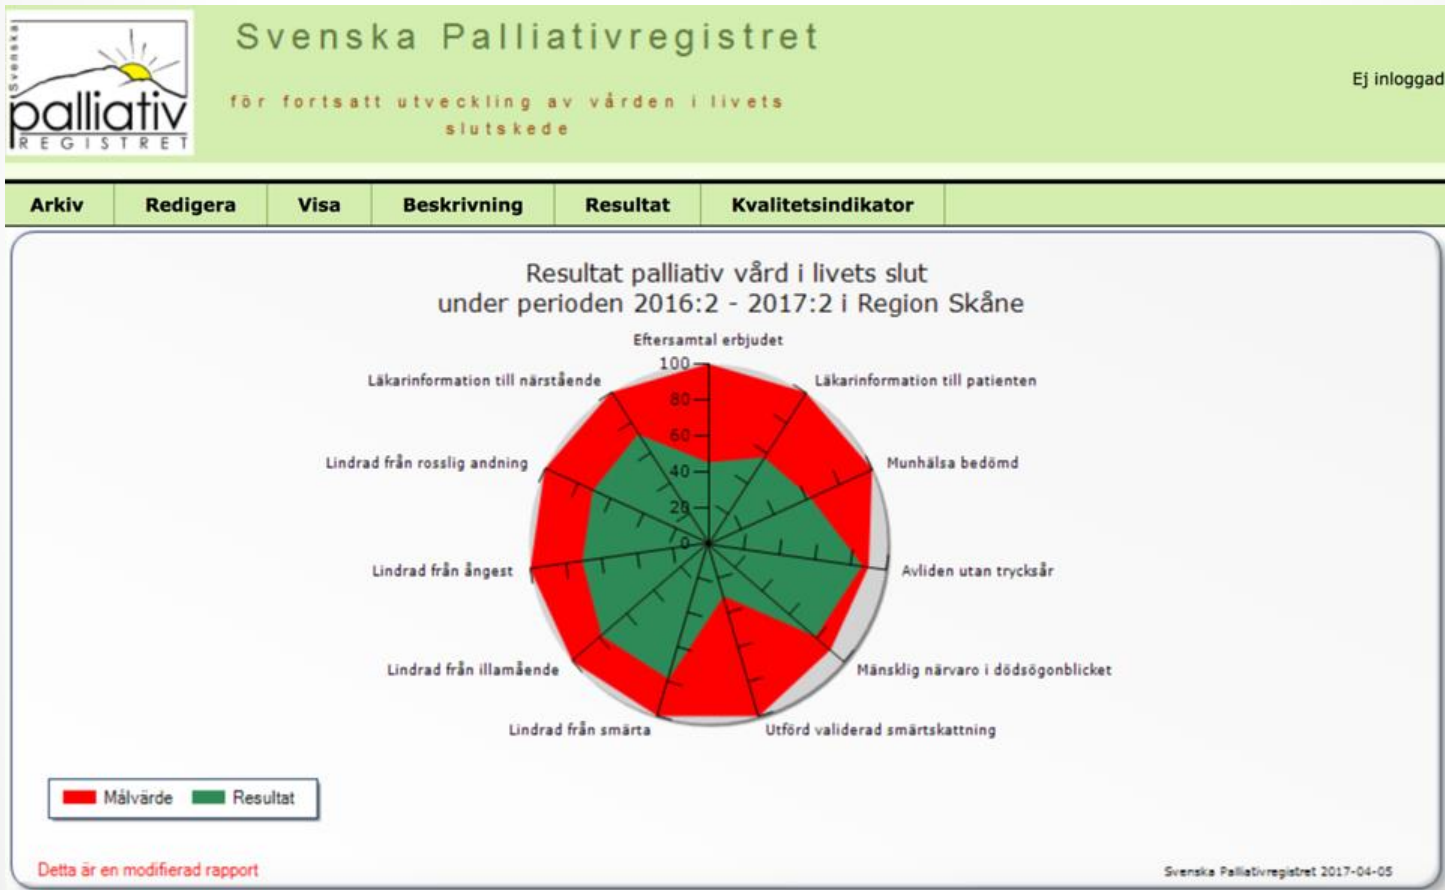 Svenska
palliativ
REGISTRET
Svenska Palliativregistret
för fortsatt utveckling av vården i livets
slutskede
Ej inloggad
Arkiv Redigera Visa Beskrivning Resultat Kvalitetsindikator
Resultat palliativ vård i livets slut
under perioden 2016:2 - 2017:2 i Region Skåne
Eftersamtal erbjudet
100
80
60
40
20
0
Läkarinformation till närstående
Läkarinformation till patienten
Lindrad från rosslig andning
Munhälsa bedömd
Lindrad från ångest
Avliden utan trycksår
Lindrad från illamående
Mänsklig närvaro i dödsögonblicket
Lindrad från smärta
Utförd validerad smärtskattning
Målvärde Resultat
Detta är en modifierad rapport
Svenska Palliativregistret 2017-04-05